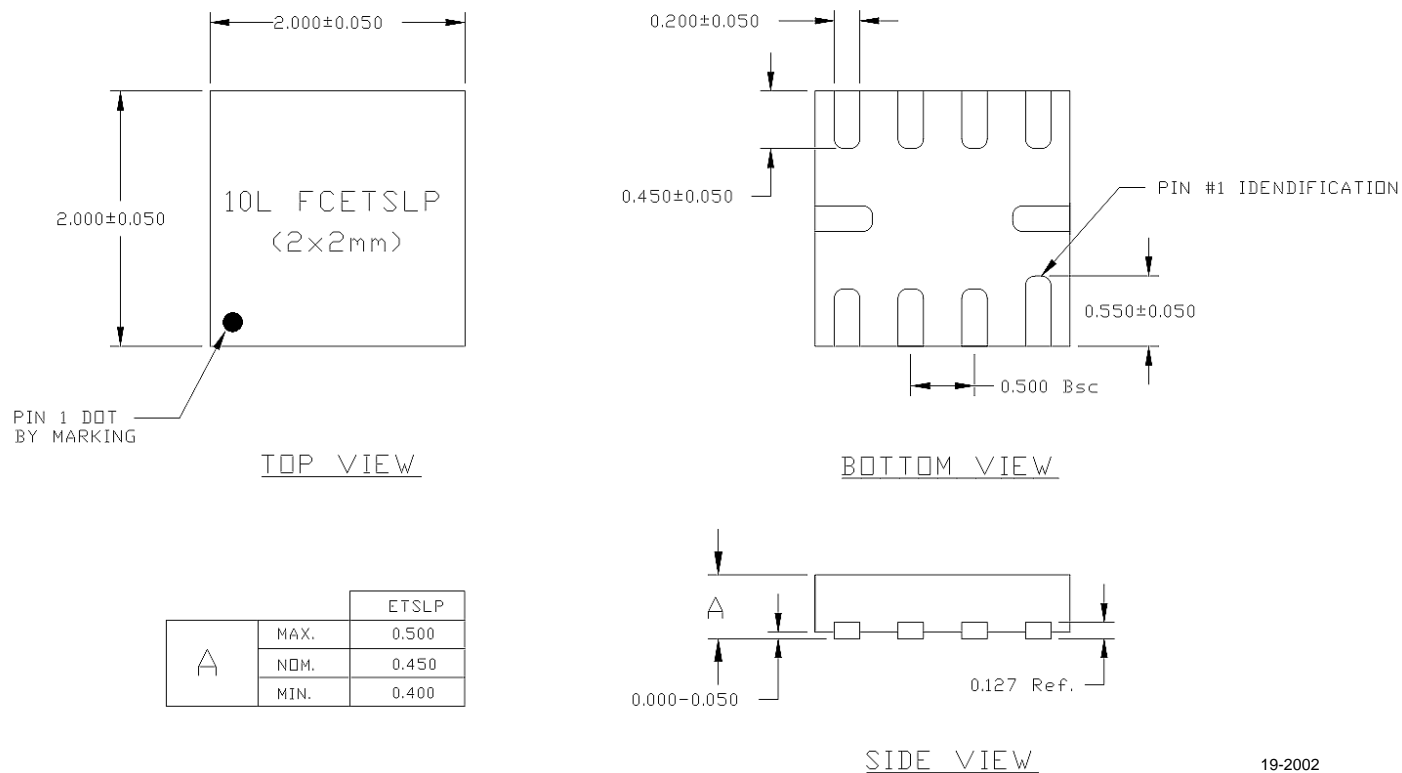 2.000±0.050
2.000±0.050
10L FCETSLP
(2x2mm)
PIN 1 DOT
BY MARKING
TOP VIEW
0.200±0.050
0.450±0.050
PIN #1 IDENDIFICATION
0.550±0.050
0.500 Bsc
BOTTOM VIEW
ETSLP
A
MAX. 0.500
NOM. 0.450
MIN. 0.400
A
0.000-0.050
0.127 Ref.
SIDE VIEW
19-2002